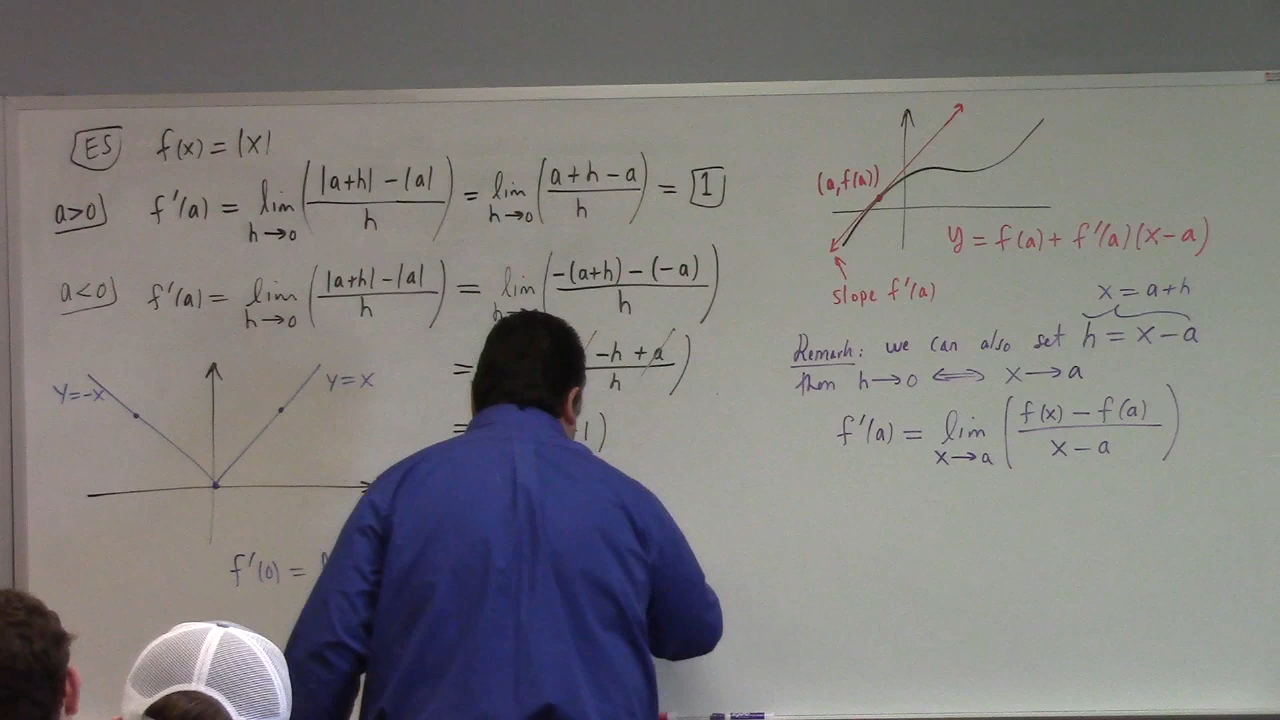 E5 f(x) = |x|
a>0) f'(a) = lim h→0 (|a+h| - |a| / h) = lim h→0 (a+h-a / h) = 1
a<0) f'(a) = lim h→0 (|a+h| - |a| / h) = lim (-(a+h) - (-a) / h)
= -h + a / h)
= 1)
y=-x
y=x
f'(0) =
(a, f(a))
y = f(a) + f'(a)(x-a)
slope f'(a)
x = a+h
Remark: we can also set h = x-a
then h→0 ⟺ x→a
f'(a) = lim x→a (f(x) - f(a) / x-a)